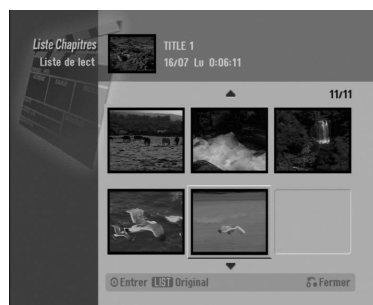 Liste Chapitres
Liste de lect
TITLE 1
16/07 Lu 0:06:11
11/11
Entrer LIST Original
Fermer